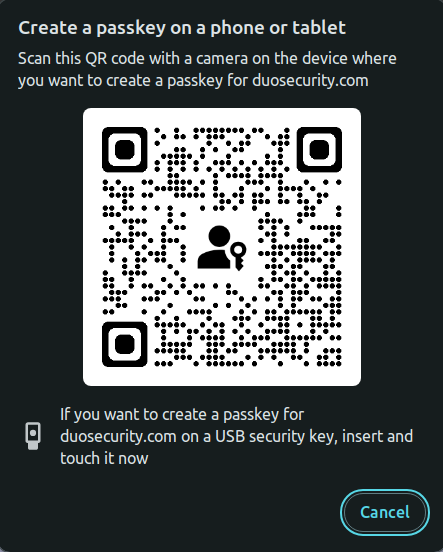 Create a passkey on a phone or tablet
Scan this QR code with a camera on the device where
you want to create a passkey for duosecurity.com
If you want to create a passkey for
duosecurity.com on a USB security key, insert and
touch it now
Cancel